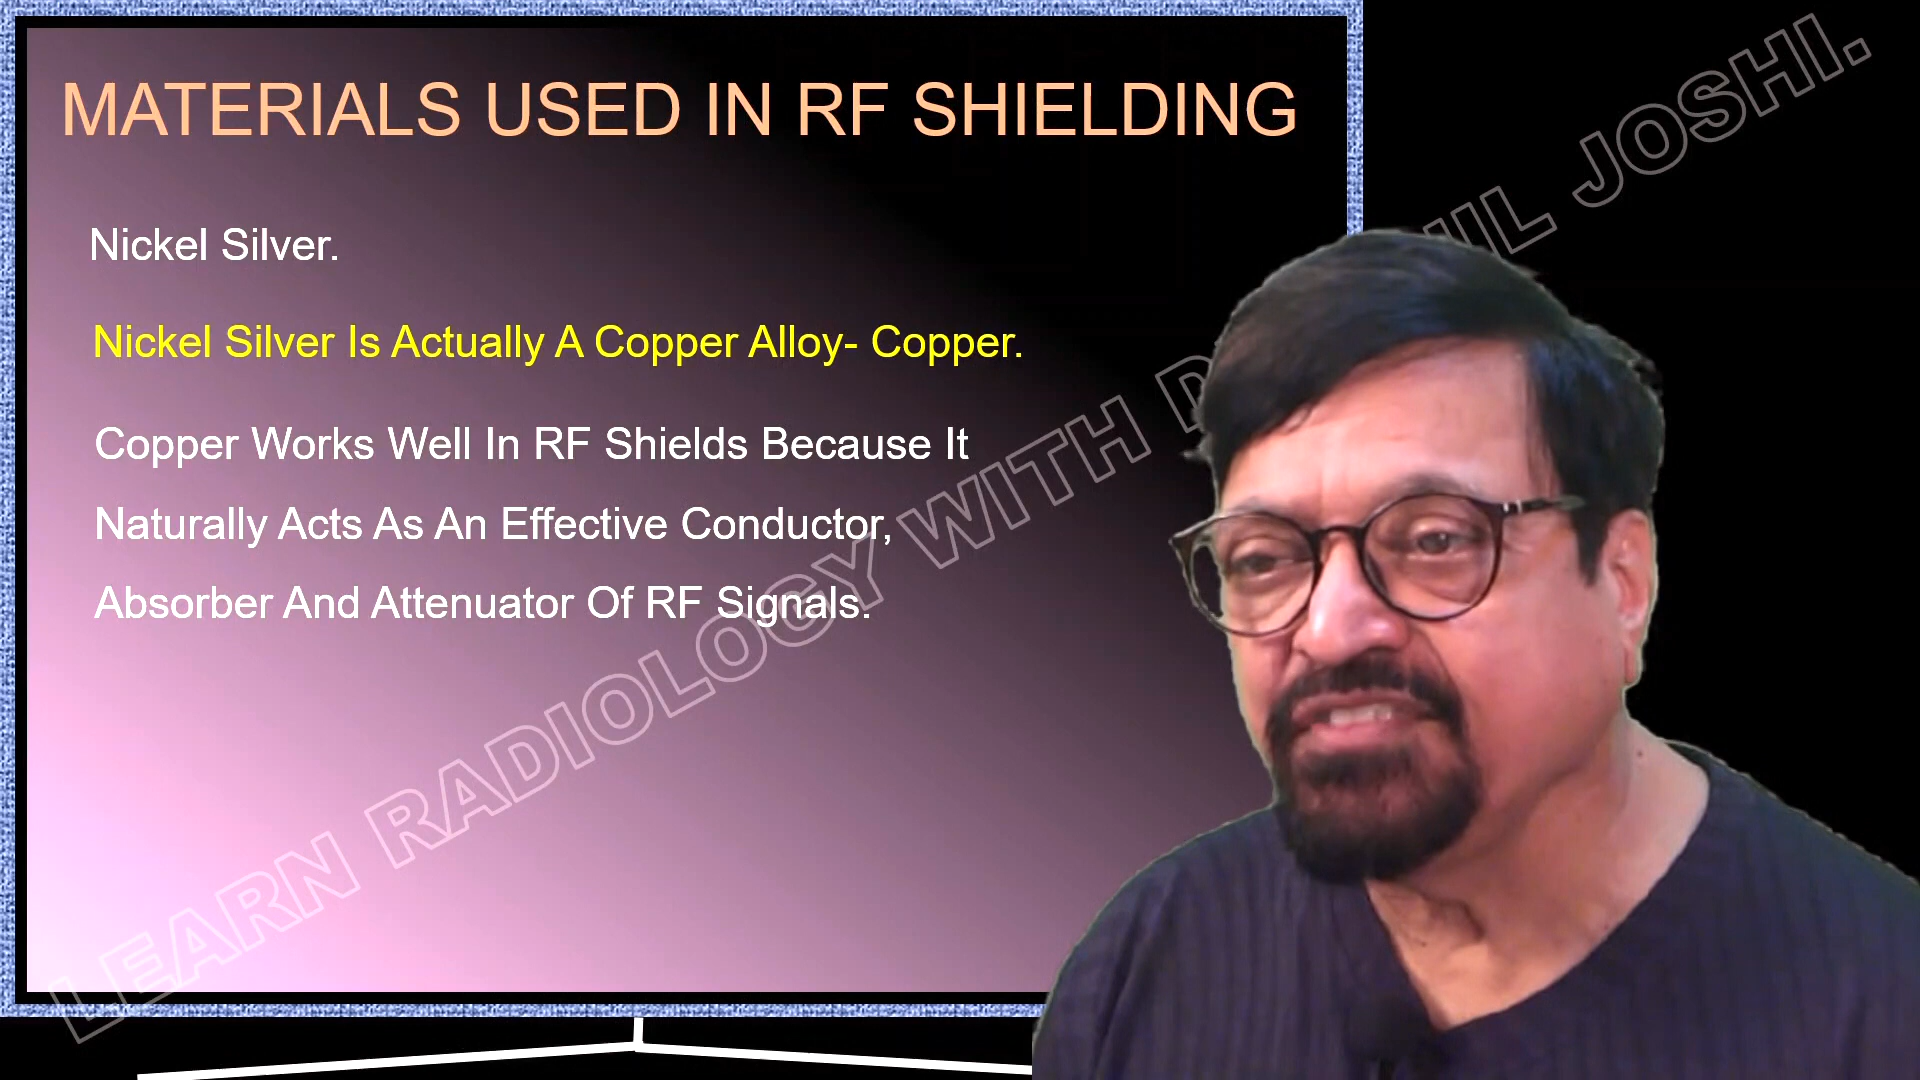 MATERIALS USED IN RF SHIELDING
Nickel Silver.
Nickel Silver Is Actually A Copper Alloy- Copper.
Copper Works Well In RF Shields Because It
Naturally Acts As An Effective Conductor,
Absorber And Attenuator Of RF Signals.
LEARN RADIOLOGY WITH JOSHI.